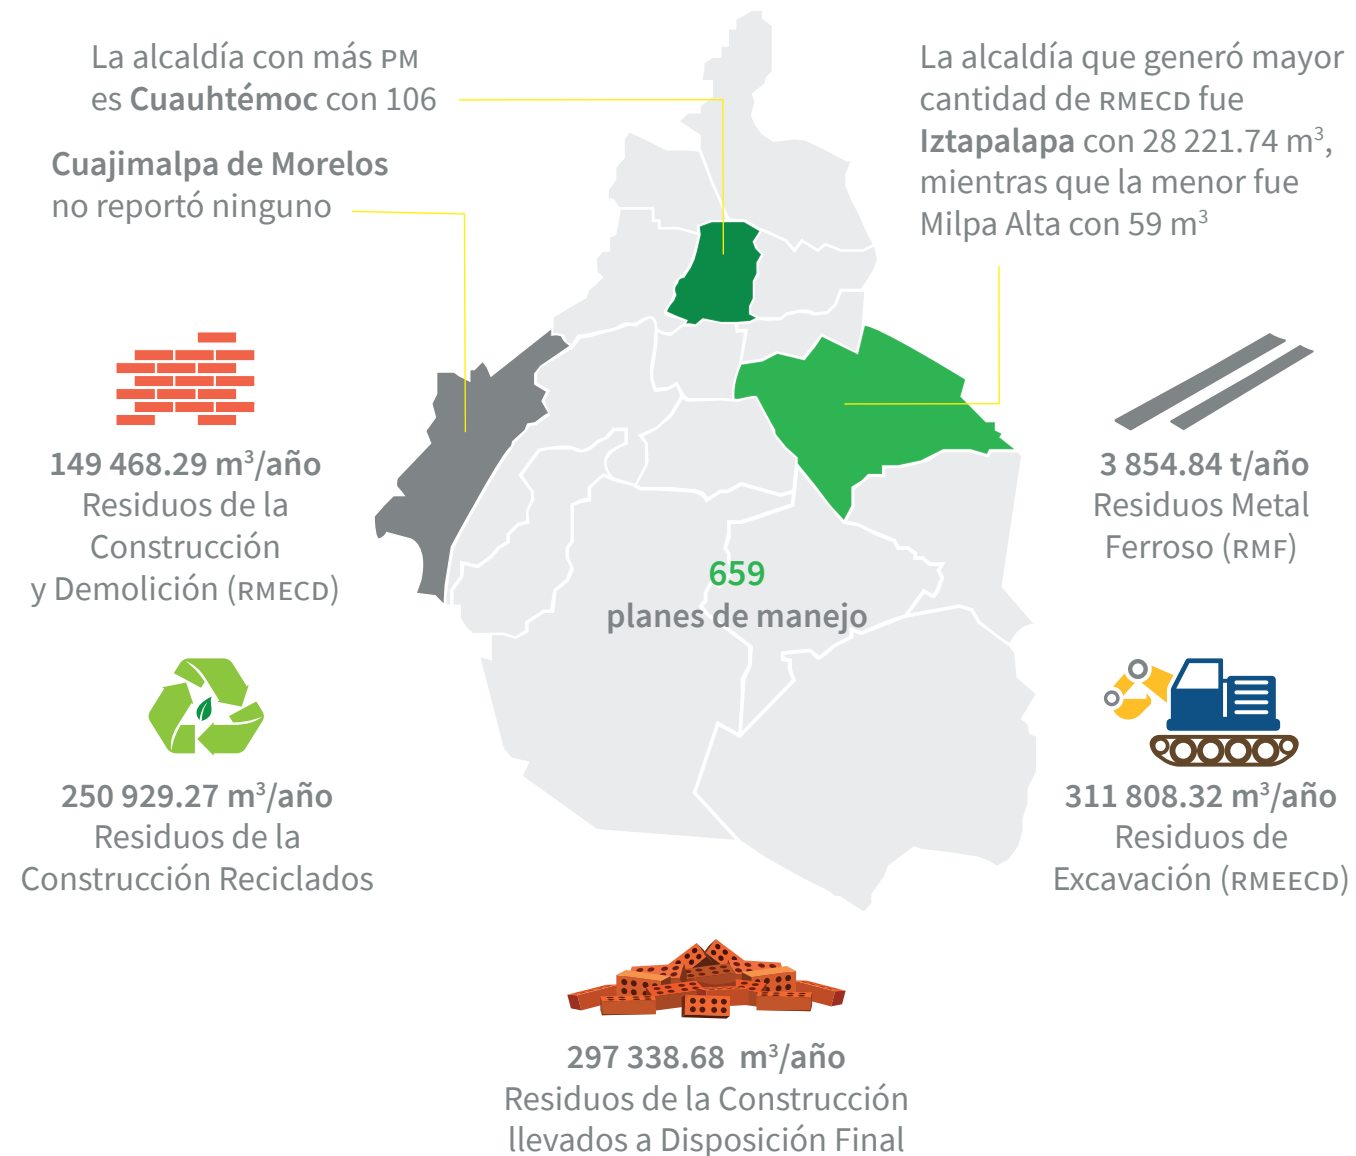 La alcaldía con más PM
es Cuauhtémoc con 106
Cuajimalpa de Morelos
no reportó ninguno
La alcaldía que generó mayor
cantidad de RMECD fue
Iztapalapa con 28 221.74 m³,
mientras que la menor fue
Milpa Alta con 59 m³
149 468.29 m³/año
Residuos de la
Construcción
y Demolición (RMECD)
3 854.84 t/año
Residuos Metal
Ferroso (RMF)
659
planes de manejo
250 929.27 m³/año
Residuos de la
Construcción Reciclados
311 808.32 m³/año
Residuos de
Excavación (RMEECD)
297 338.68 m³/año
Residuos de la Construcción
llevados a Disposición Final